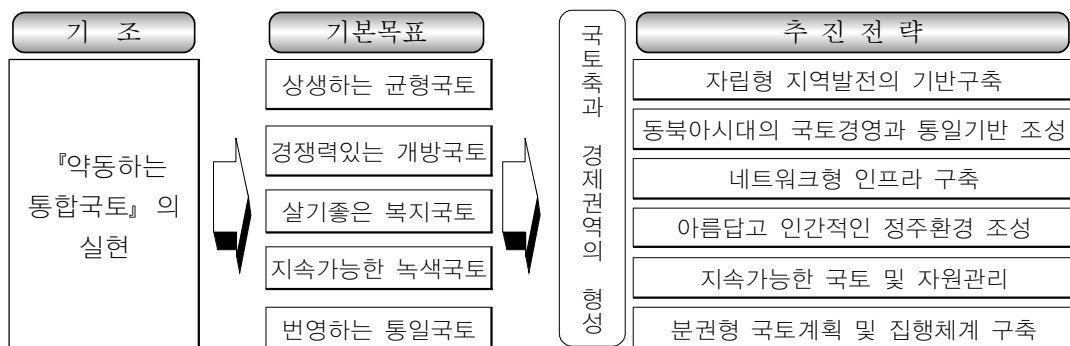 기 조
『약동하는
통합국토』의
실현
기본목표
상생하는 균형국토
경쟁력있는 개방국토
살기좋은 복지국토
지속가능한 녹색국토
번영하는 통일국토
국토축과 경제권역의 형성
추 진 전 략
자립형 지역발전의 기반구축
동북아시대의 국토경영과 통일기반 조성
네트워크형 인프라 구축
아름답고 인간적인 정주환경 조성
지속가능한 국토 및 자원관리
분권형 국토계획 및 집행체계 구축